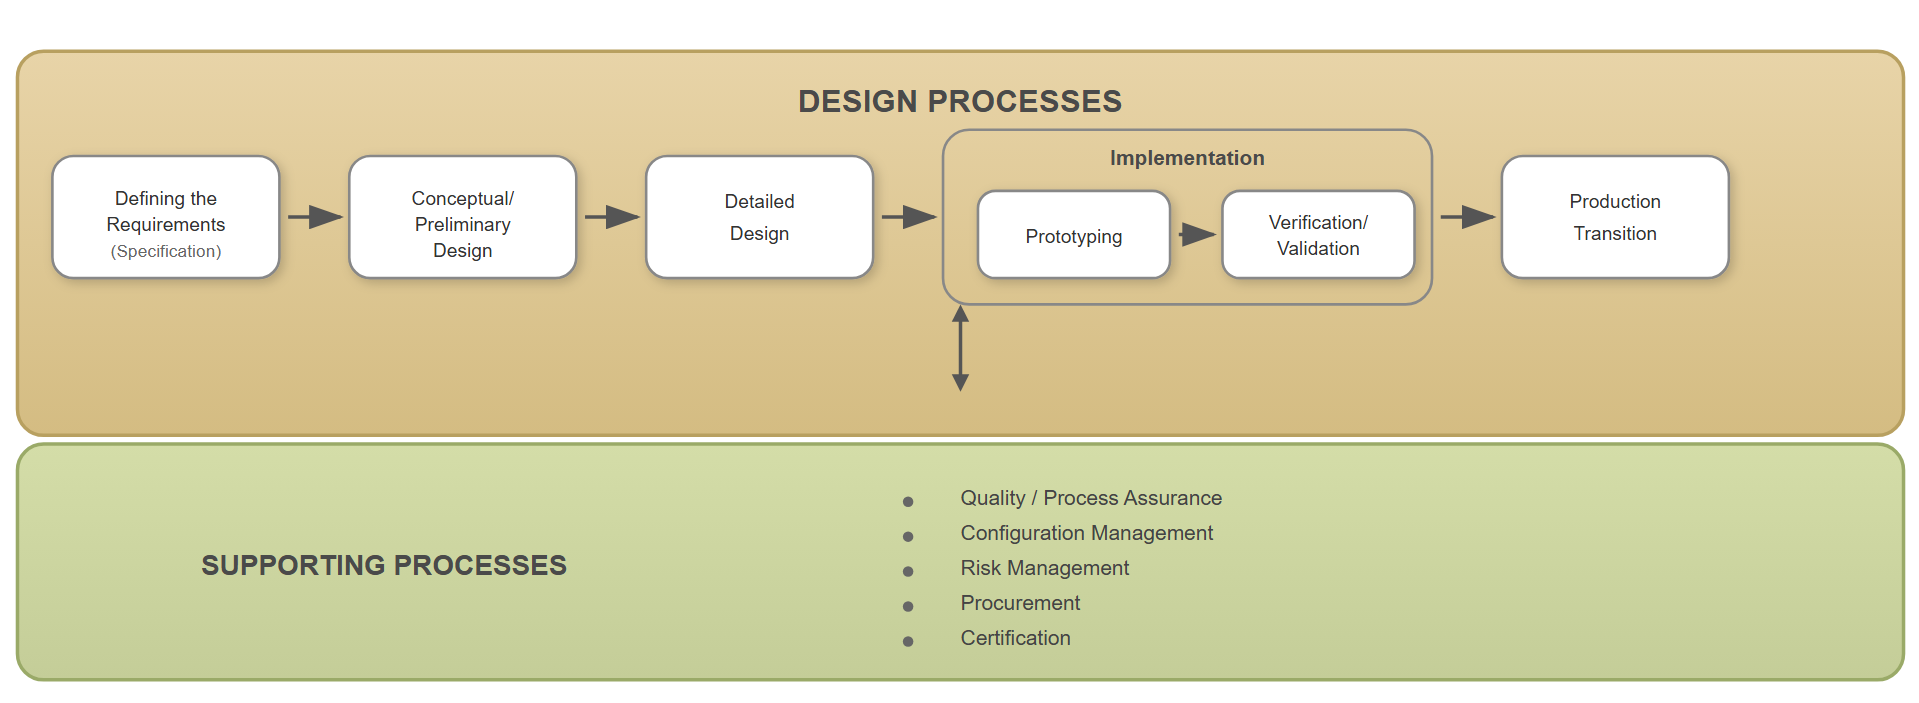 DESIGN PROCESSES
Defining the
Requirements
(Specification)
Conceptual/
Preliminary
Design
Detailed
Design
Implementation
Prototyping
Verification/
Validation
Production
Transition
SUPPORTING PROCESSES
Quality / Process Assurance
Configuration Management
Risk Management
Procurement
Certification